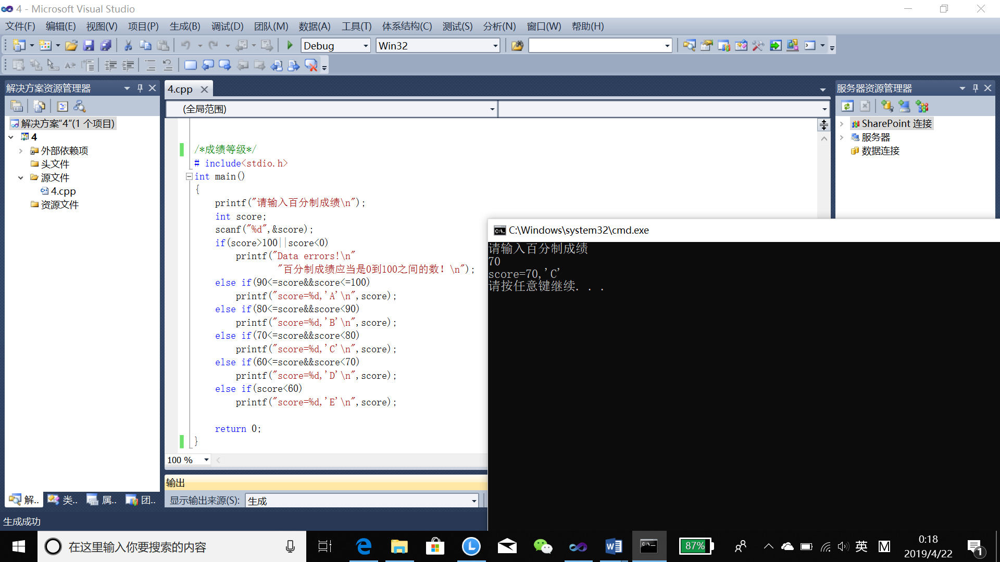 4 - Microsoft Visual Studio
文件(F) 编辑(E) 视图(V) 项目(P) 生成(B) 调试(D) 团队(M) 数据(A) 工具(T) 体系结构(C) 测试(S) 分析(N) 窗口(W) 帮助(H)
Debug Win32
解决方案资源管理器
解决方案"4"(1 个项目)
4
外部依赖项
头文件
源文件
4.cpp
资源文件
解.. 类.. 属.. 团..
4.cpp
(全局范围)
/*成绩等级*/
# include<stdio.h>
int main()
{
printf("请输入百分制成绩\n");
int score;
scanf("%d",&score);
if(score>100||score<0)
printf("Data errors!\n"
"百分制成绩应当是0到100之间的数！\n");
else if(90<=score&&score<=100)
printf("score=%d,'A'\n",score);
else if(80<=score&&score<90)
printf("score=%d,'B'\n",score);
else if(70<=score&&score<80)
printf("score=%d,'C'\n",score);
else if(60<=score&&score<70)
printf("score=%d,'D'\n",score);
else if(score<60)
printf("score=%d,'E'\n",score);
return 0;
}
100 %
输出
显示输出来源(S): 生成
服务器资源管理器
SharePoint 连接
服务器
数据连接
C:\Windows\system32\cmd.exe
请输入百分制成绩
70
score=70,'C'
请按任意键继续. . .
生成成功
在这里输入你要搜索的内容
87%
英
M
0:18
2019/4/22
1